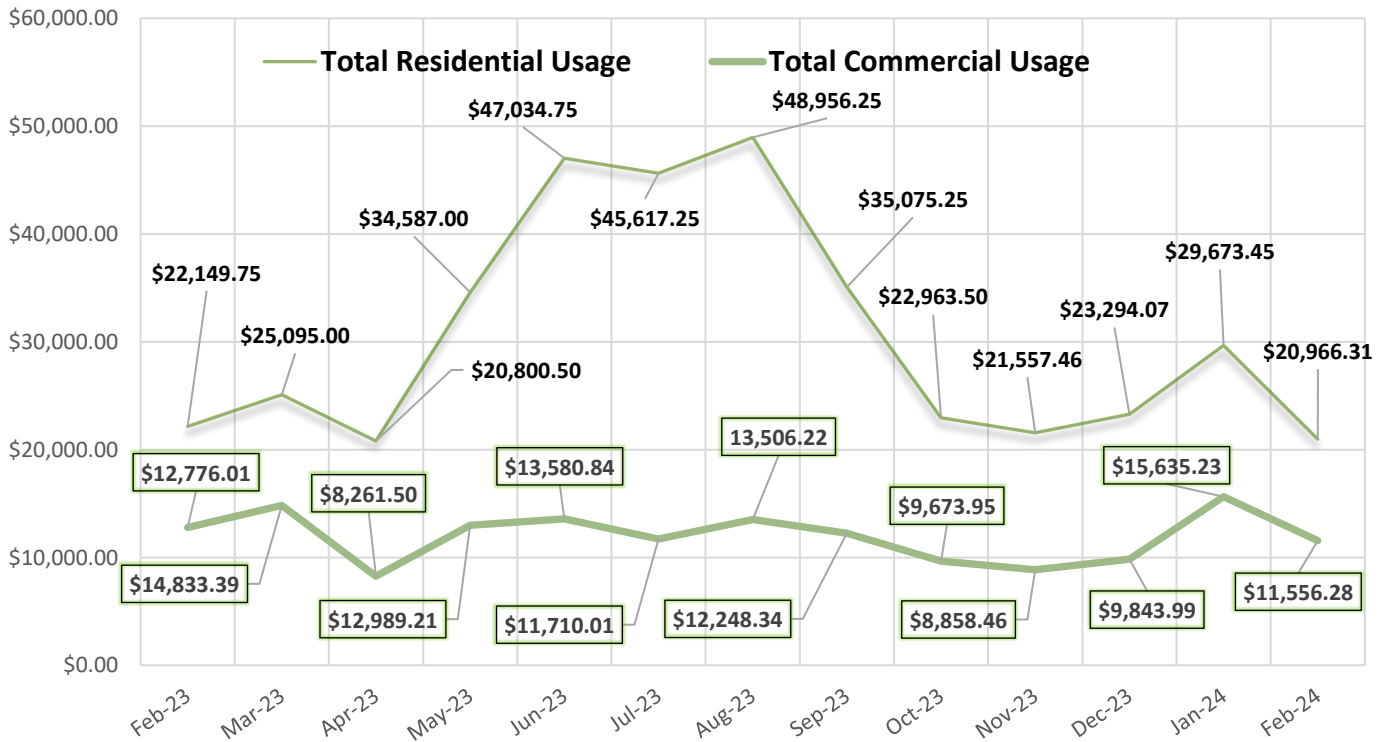 $60,000.00
Total Residential Usage
Total Commercial Usage
$50,000.00
$40,000.00
$30,000.00
$20,000.00
$10,000.00
$0.00
$22,149.75
$25,095.00
$20,800.50
$34,587.00
$47,034.75
$45,617.25
$48,956.25
$35,075.25
$22,963.50
$21,557.46
$23,294.07
$29,673.45
$20,966.31
$12,776.01
$14,833.39
$8,261.50
$12,989.21
$13,580.84
$11,710.01
13,506.22
$12,248.34
$9,673.95
$8,858.46
$9,843.99
$15,635.23
$11,556.28
Feb-23
Mar-23
Apr-23
May-23
Jun-23
Jul-23
Aug-23
Sep-23
Oct-23
Nov-23
Dec-23
Jan-24
Feb-24